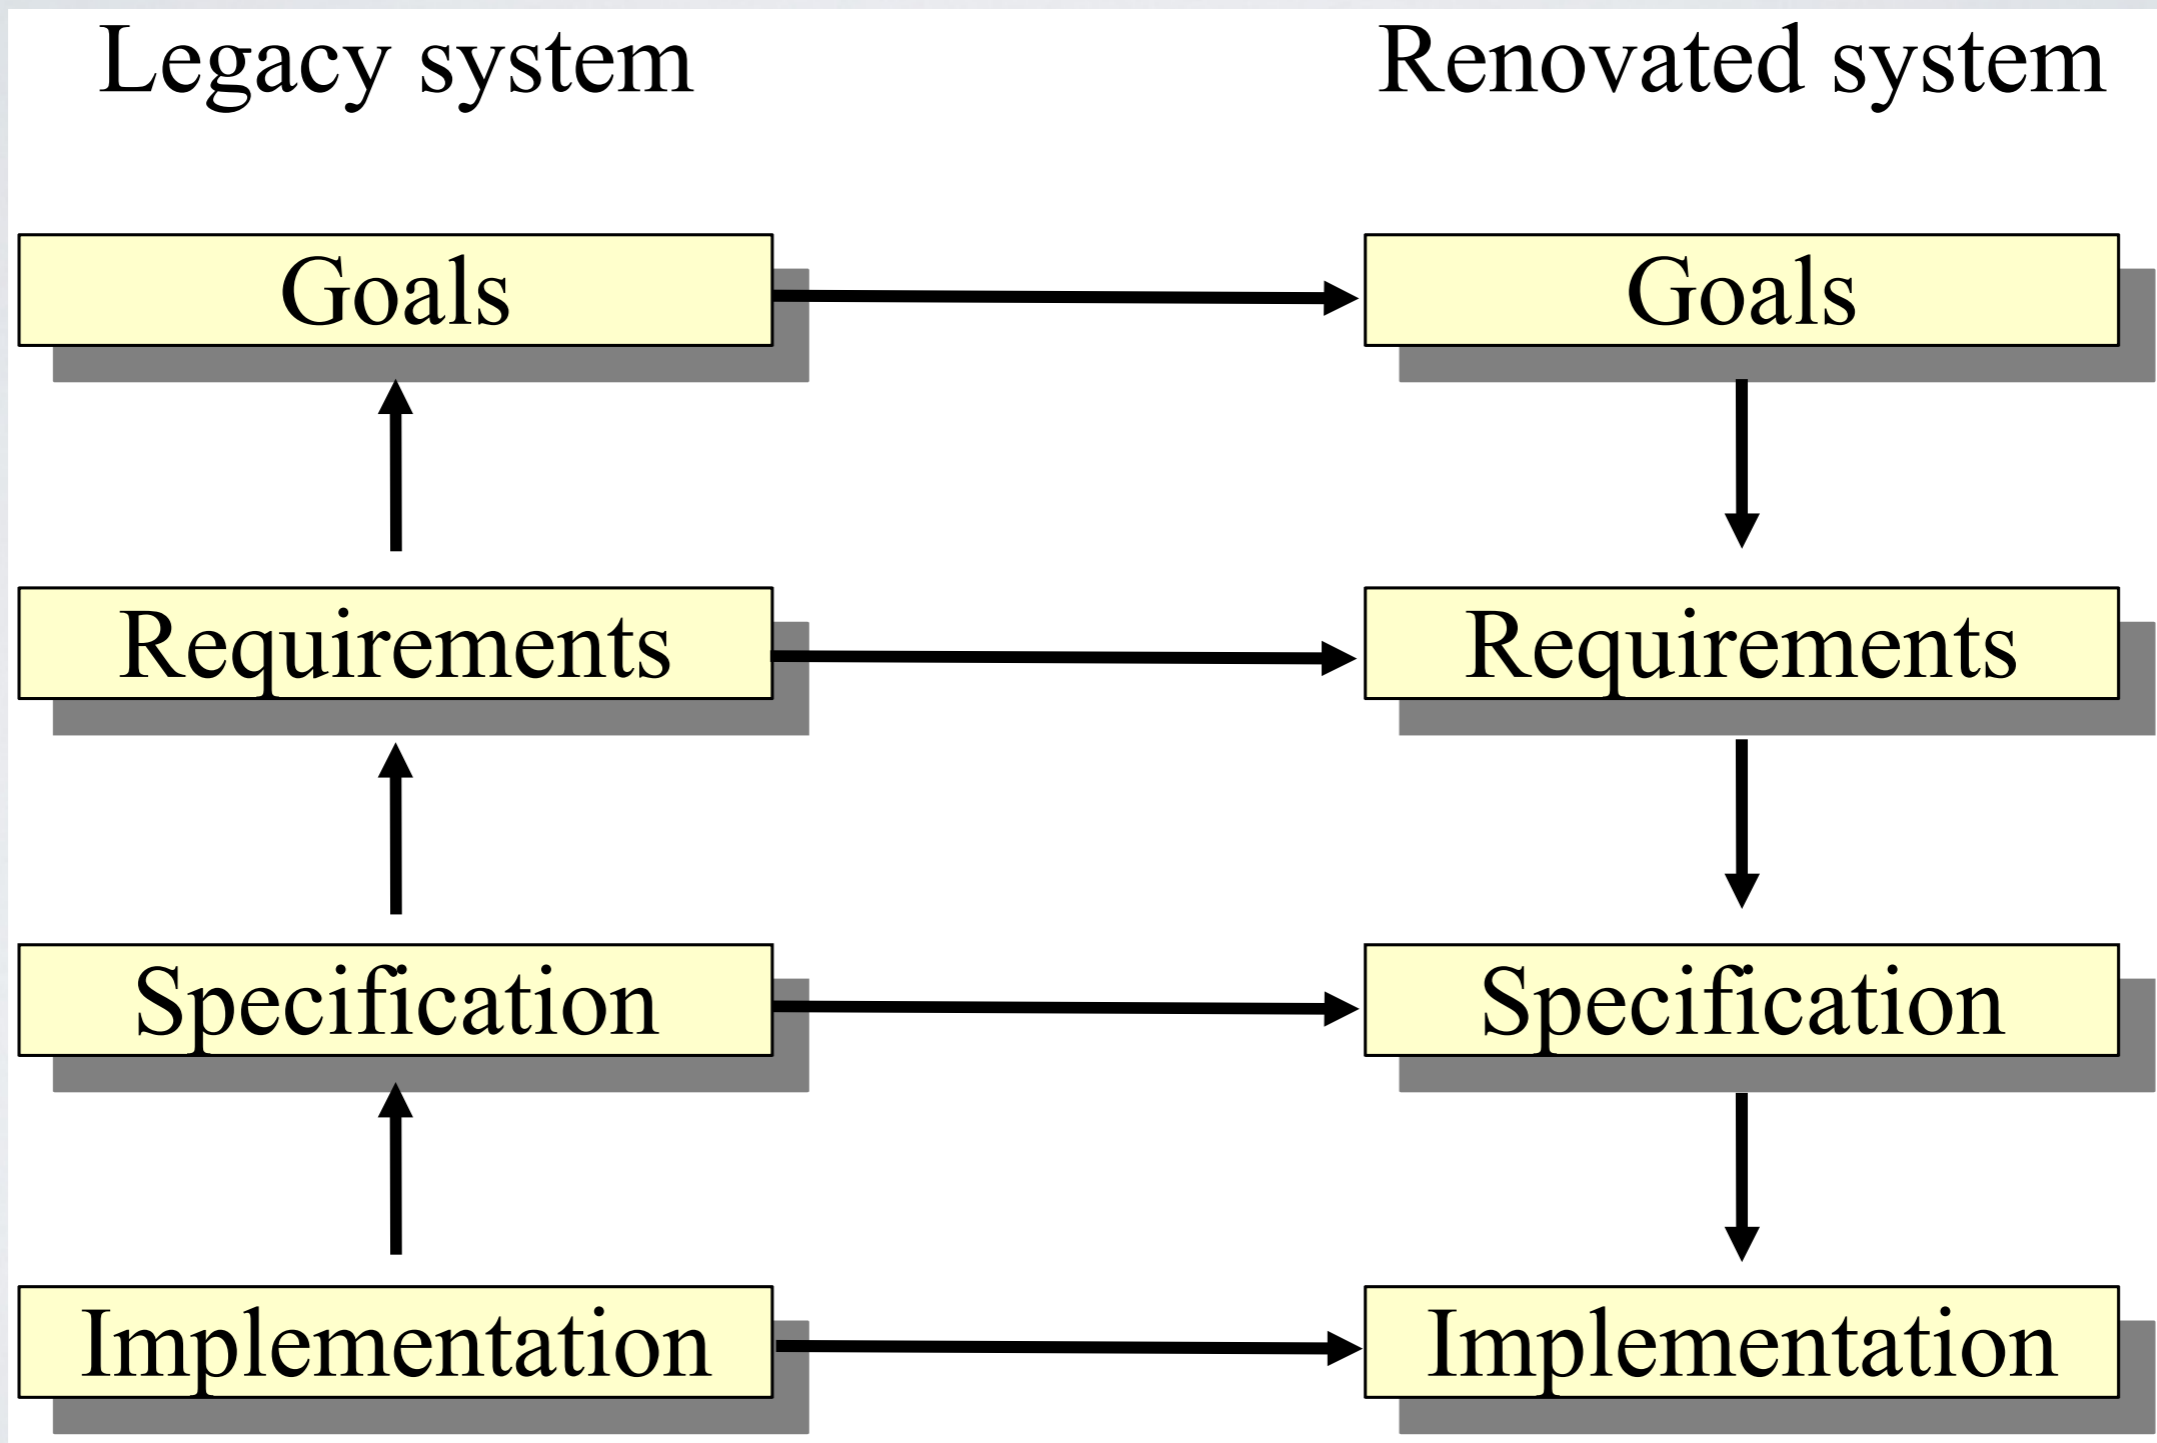 Legacy system
Renovated system
Goals
Goals
Requirements
Requirements
Specification
Specification
Implementation
Implementation